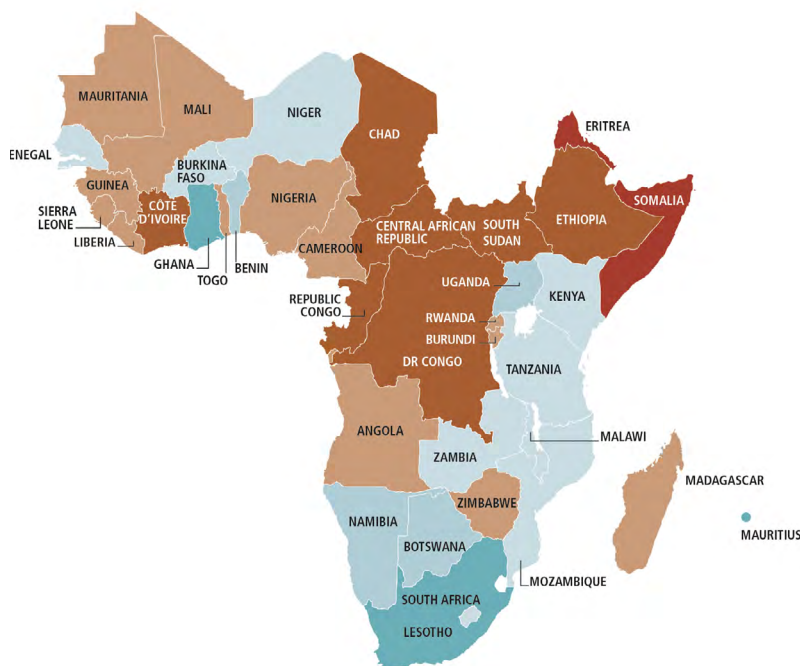 MAURITANIA
MALI
NIGER
CHAD
ERITREA
ENEGAL
BURKINA
FASO
GUINEA
CÔTE
D'IVOIRE
NIGERIA
SIERRA
LEONE
LIBERIA
GHANA
TOGO
BENIN
CAMEROON
CENTRAL AFRICAN
REPUBLIC
SOUTH
SUDAN
ETHIOPIA
SOMALIA
UGANDA
KENYA
REPUBLIC
CONGO
RWANDA
BURUNDI
DR CONGO
TANZANIA
ANGOLA
ZAMBIA
MALAWI
MADAGASCAR
ZIMBABWE
NAMIBIA
BOTSWANA
MAURITIUS
MOZAMBIQUE
SOUTH AFRICA
LESOTHO